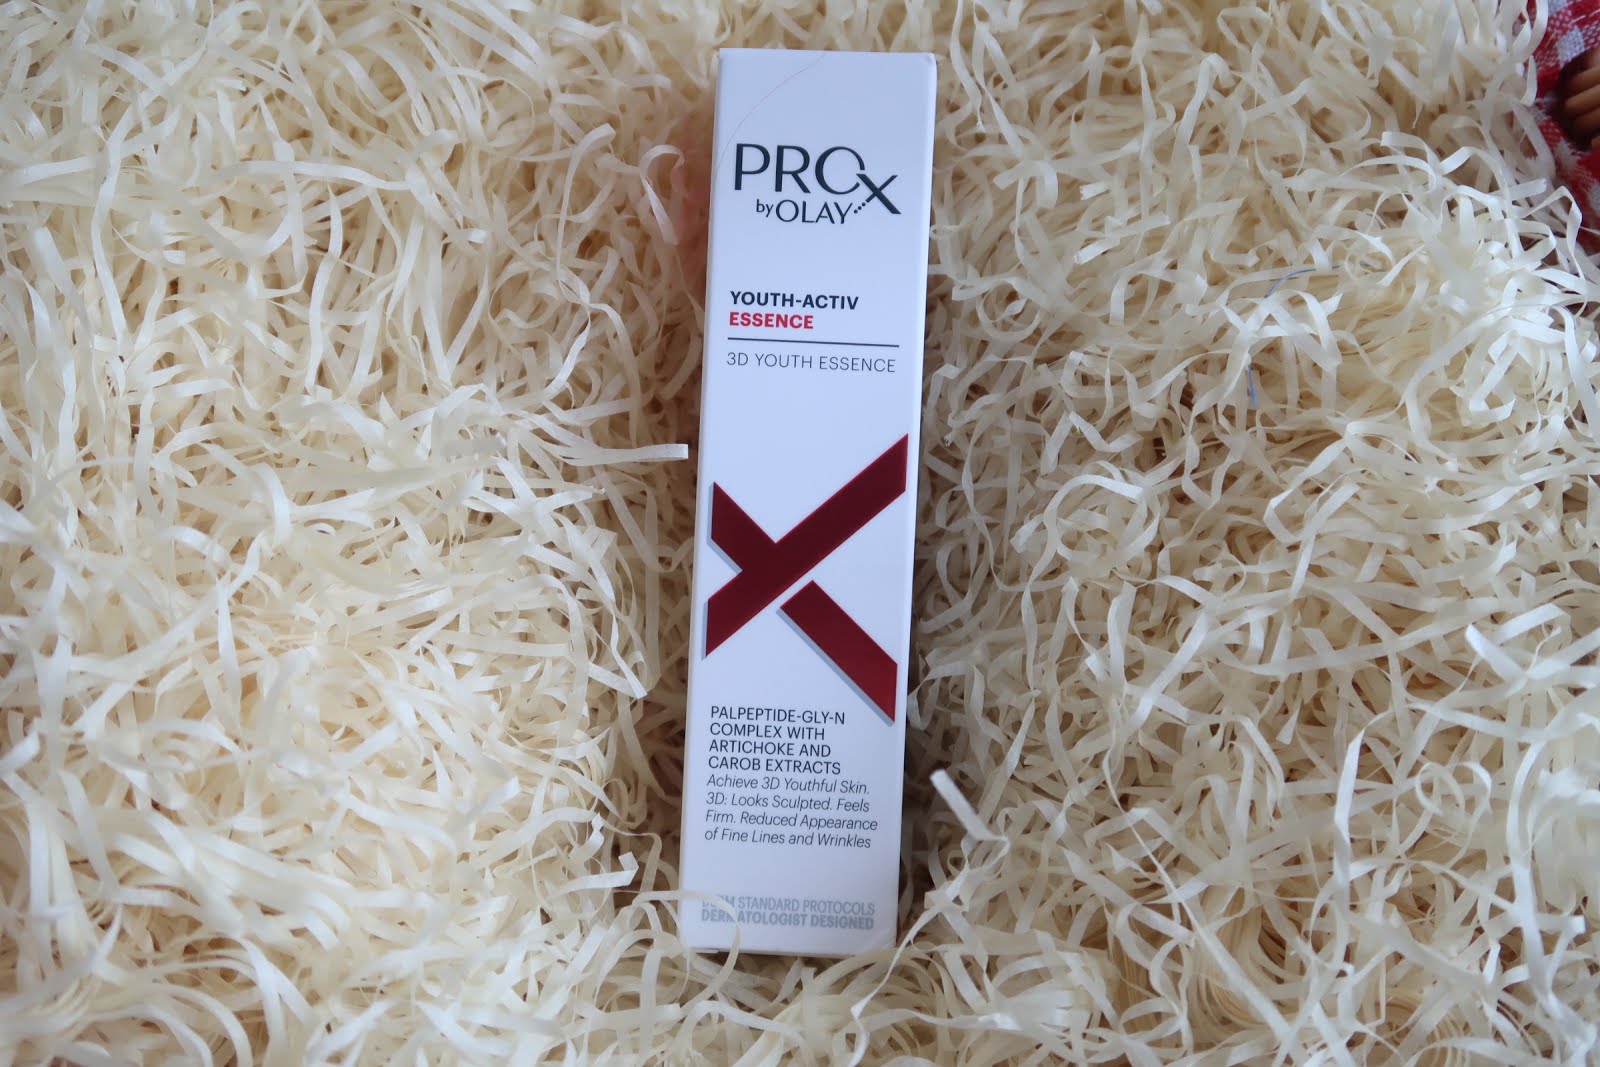 PROX
by OLAY
YOUTH-ACTIV
ESSENCE
3D YOUTH ESSENCE
PALPEPTIDE-GLY-N
COMPLEX WITH
ARTICHOKE AND
CAROB EXTRACTS
Achieve 3D Youthful Skin.
3D: Looks Sculpted. Feels
Firm. Reduced Appearance
of Fine Lines and Wrinkles
STANDARD PROTOCOLS
DERMATOLOGIST DESIGNED